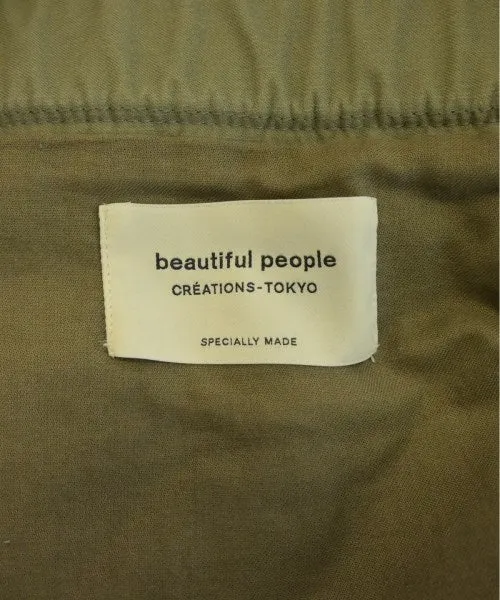 beautiful people
CRÉATIONS-TOKYO
SPECIALLY MADE